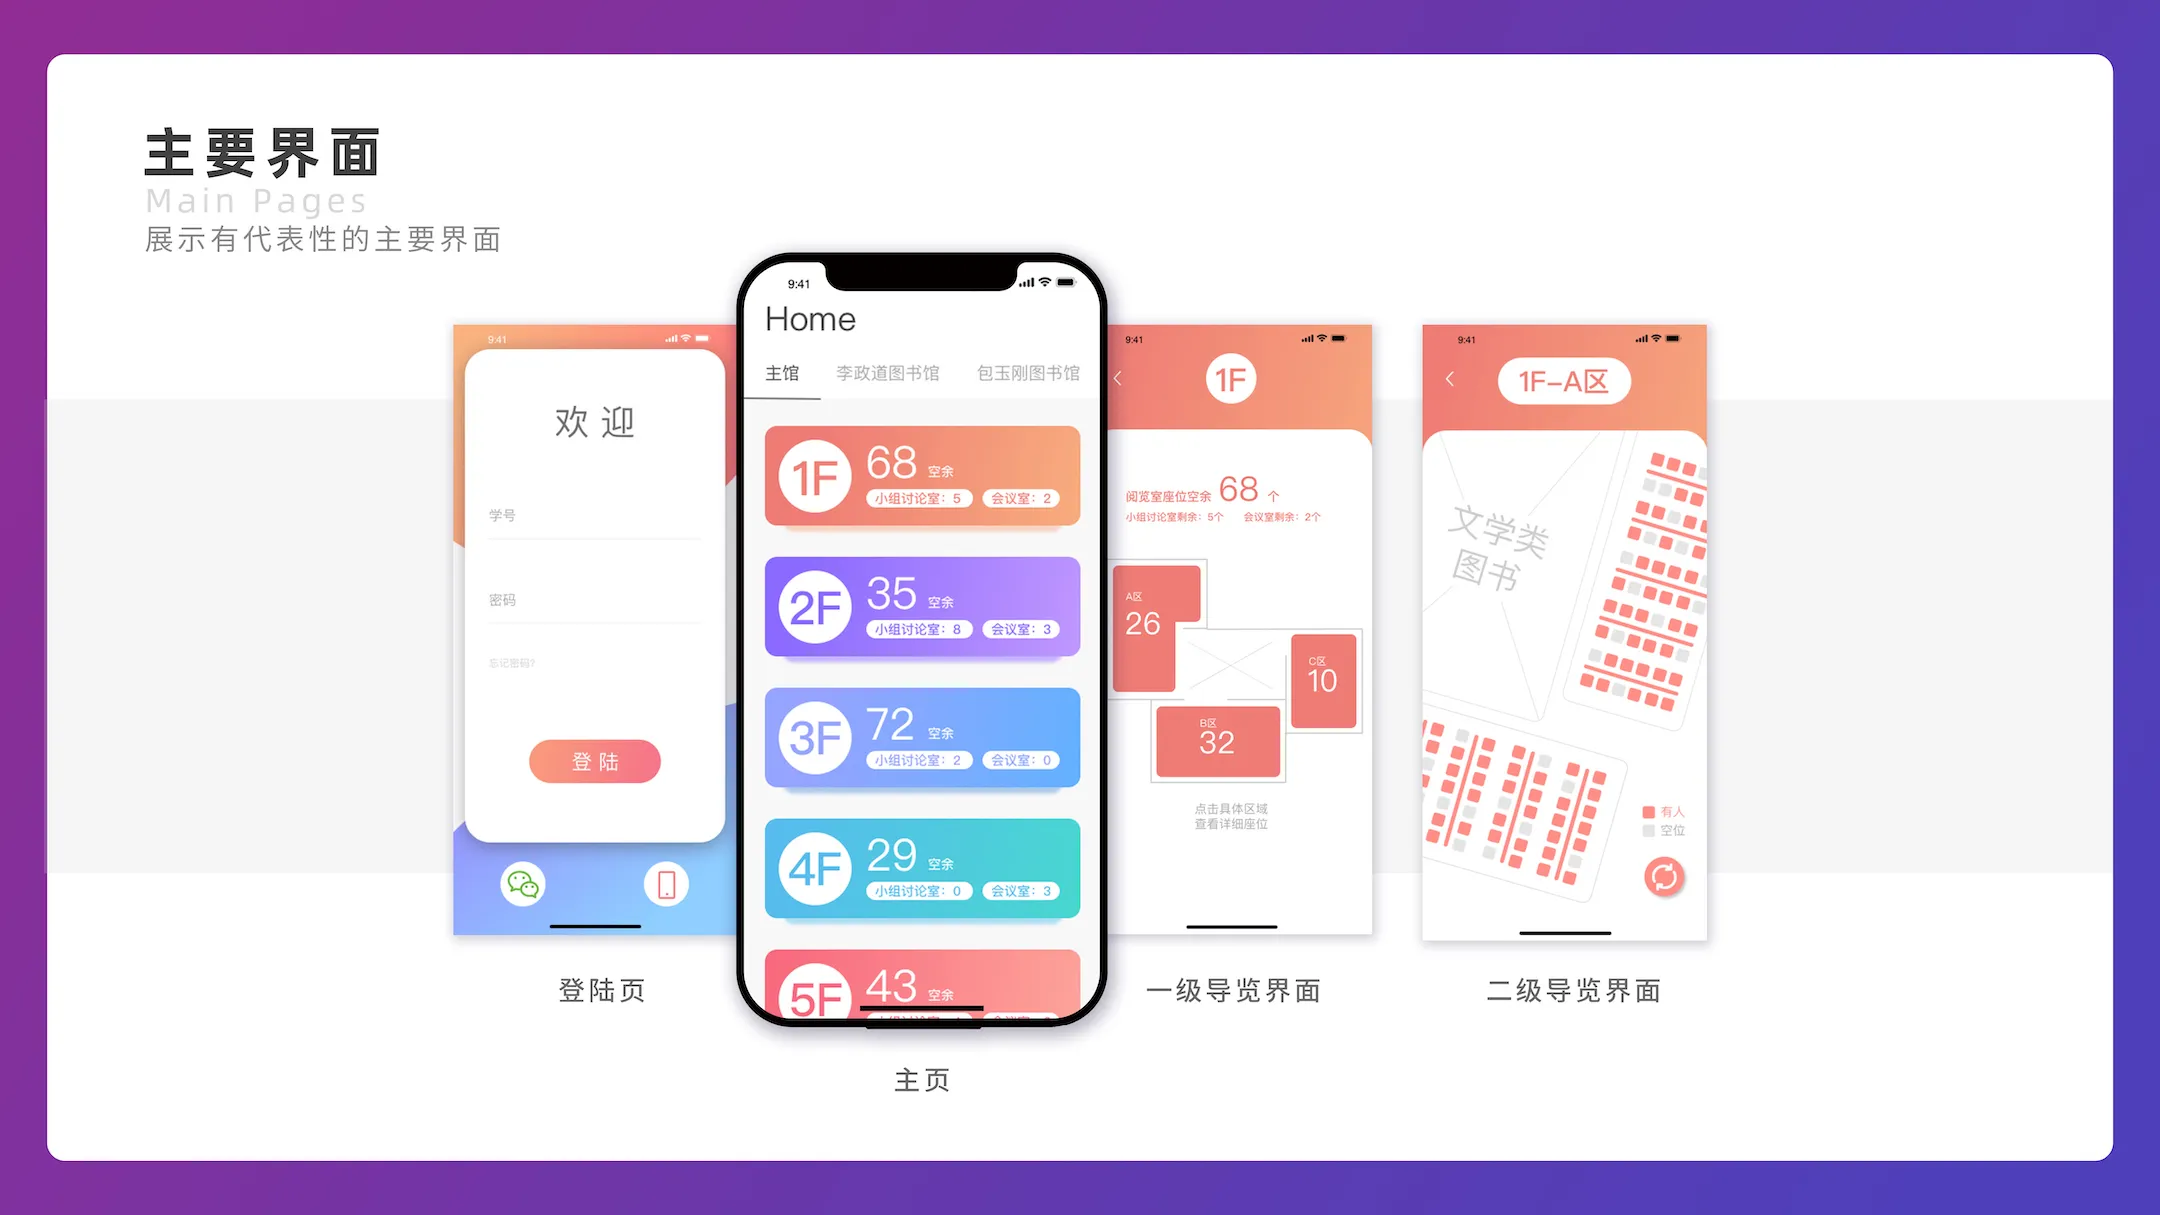 主要界面
Main Pages
展示有代表性的主要界面
9:41
欢迎
学号
密码
忘记密码?
登陆
登陆页
9:41
Home
主馆 李政道图书馆 包玉刚图书馆
1F 68 空余
小组讨论室：5 会议室：2
2F 35 空余
小组讨论室：8 会议室：3
3F 72 空余
小组讨论室：2 会议室：0
4F 29 空余
小组讨论室：0 会议室：3
5F 43 空余
主页
9:41
1F
阅览室座位空余 68 个
小组讨论室剩余：5个 会议室剩余：2个
A区
26
C区
10
B区
32
点击具体区域
查看详细座位
一级导览界面
9:41
1F-A区
文学类
图书
有人
空位
二级导览界面